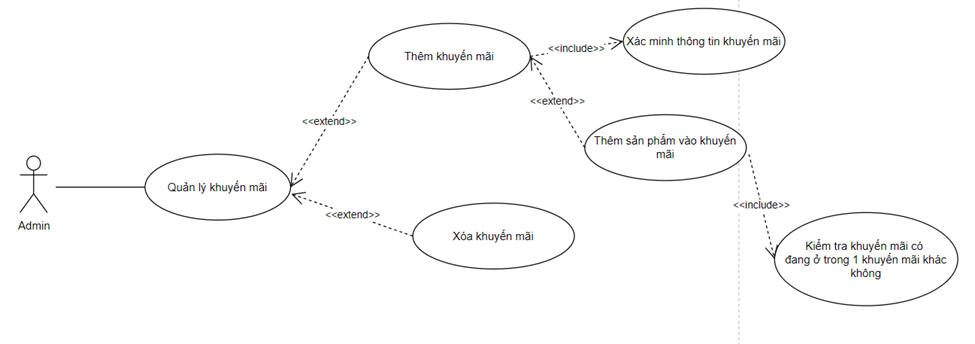 Thêm khuyến mãi
<<include>>
Xác minh thông tin khuyến mãi
<<extend>>
<<extend>>
Thêm sản phẩm vào khuyến
mãi
Admin
Quản lý khuyến mãi
<<extend>>
Xóa khuyến mãi
<<include>>
Kiểm tra khuyến mãi có
đang ở trong 1 khuyến mãi khác
không